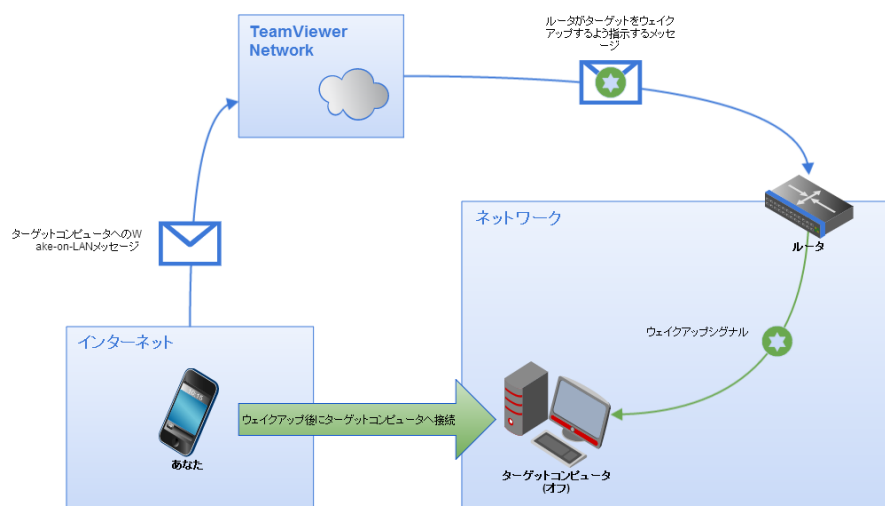 TeamViewer
Network
ルータがターゲットをウェイク
アップするよう指示するメッセ
ージ
ターゲットコンピュータへのW
ake-on-LANメッセージ
ネットワーク
ルータ
インターネット
ウェイクアップシグナル
ウェイクアップ後にターゲットコンピュータへ接続
あなた
ターゲットコンピュータ
(オフ)